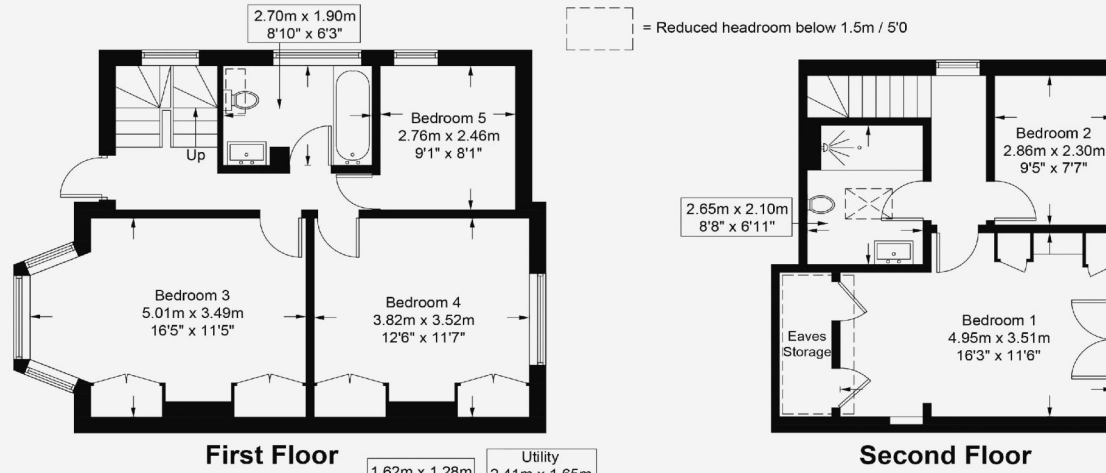 2.70m x 1.90m
8'10" x 6'3"
= Reduced headroom below 1.5m / 5'0
Up
Bedroom 5
2.76m x 2.46m
9'1" x 8'1"
Bedroom 3
5.01m x 3.49m
16'5" x 11'5"
Bedroom 4
3.82m x 3.52m
12'6" x 11'7"
First Floor
Bedroom 2
2.86m x 2.30m
9'5" x 7'7"
2.65m x 2.10m
8'8" x 6'11"
Eaves
Storage
Bedroom 1
4.95m x 3.51m
16'3" x 11'6"
Second Floor
1.62m x 1.28m
Utility
2.41m x 1.65m